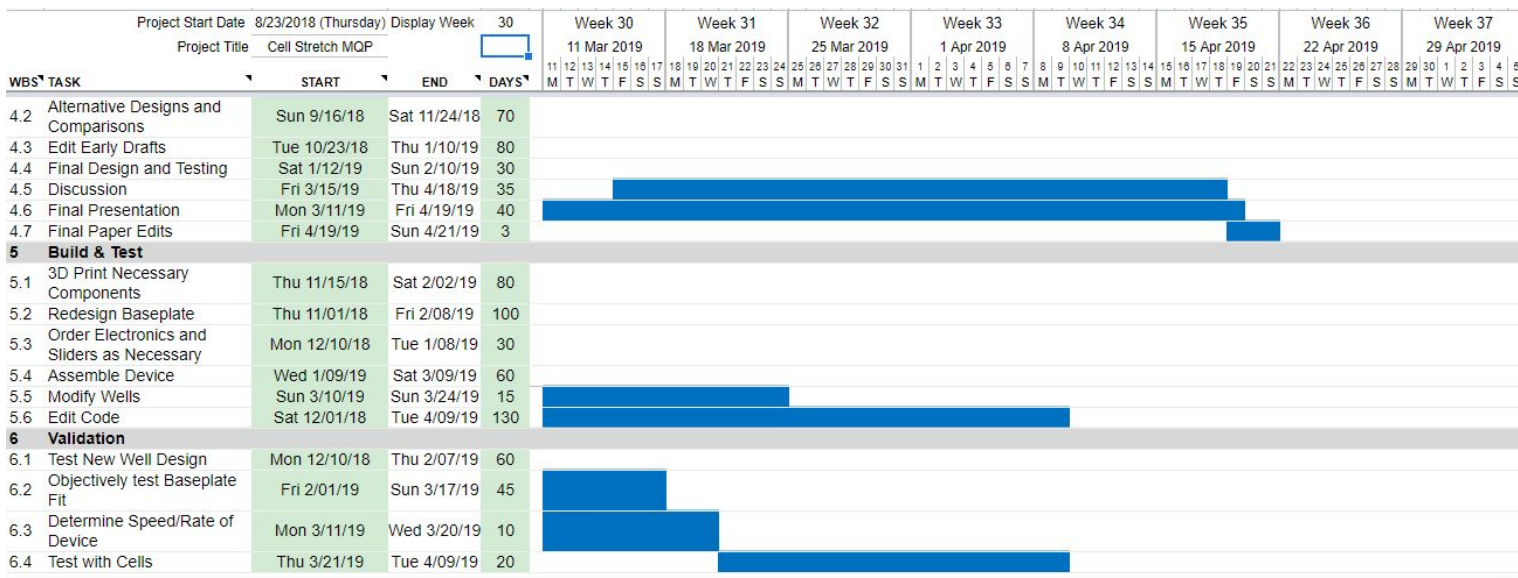 Project Start Date 8/23/2018 (Thursday) Display Week 30 Week 30 Week 31 Week 32 Week 33 Week 34 Week 35 Week 36 Week 37
Project Title Cell Stretch MQP 11 Mar 2019 18 Mar 2019 25 Mar 2019 1 Apr 2019 8 Apr 2019 15 Apr 2019 22 Apr 2019 29 Apr 2019
11 12 13 14 15 16 17 18 19 20 21 22 23 24 25 26 27 28 29 30 31 1 2 3 4 5 6 7 8 9 10 11 12 13 14 15 16 17 18 19 20 21 22 23 24 25 26 27 28 29 30 1 2 3 4 5
WBS TASK START END DAYS M T W T F S S M T W T F S S M T W T F S S M T W T F S S M T W T F S S M T W T F S S M T W T F S S M T W T F S S
4.2 Alternative Designs and Comparisons Sun 9/16/18 Sat 11/24/18 70
4.3 Edit Early Drafts Tue 10/23/18 Thu 1/10/19 80
4.4 Final Design and Testing Sat 1/12/19 Sun 2/10/19 30
4.5 Discussion Fri 3/15/19 Thu 4/18/19 35
4.6 Final Presentation Mon 3/11/19 Fri 4/19/19 40
4.7 Final Paper Edits Fri 4/19/19 Sun 4/21/19 3
5 Build & Test
5.1 3D Print Necessary Components Thu 11/15/18 Sat 2/02/19 80
5.2 Redesign Baseplate Thu 11/01/18 Fri 2/08/19 100
5.3 Order Electronics and Sliders as Necessary Mon 12/10/18 Tue 1/08/19 30
5.4 Assemble Device Wed 1/09/19 Sat 3/09/19 60
5.5 Modify Wells Sun 3/10/19 Sun 3/24/19 15
5.6 Edit Code Sat 12/01/18 Tue 4/09/19 130
6 Validation
6.1 Test New Well Design Mon 12/10/18 Thu 2/07/19 60
6.2 Objectively test Baseplate Fit Fri 2/01/19 Sun 3/17/19 45
6.3 Determine Speed/Rate of Device Mon 3/11/19 Wed 3/20/19 10
6.4 Test with Cells Thu 3/21/19 Tue 4/09/19 20